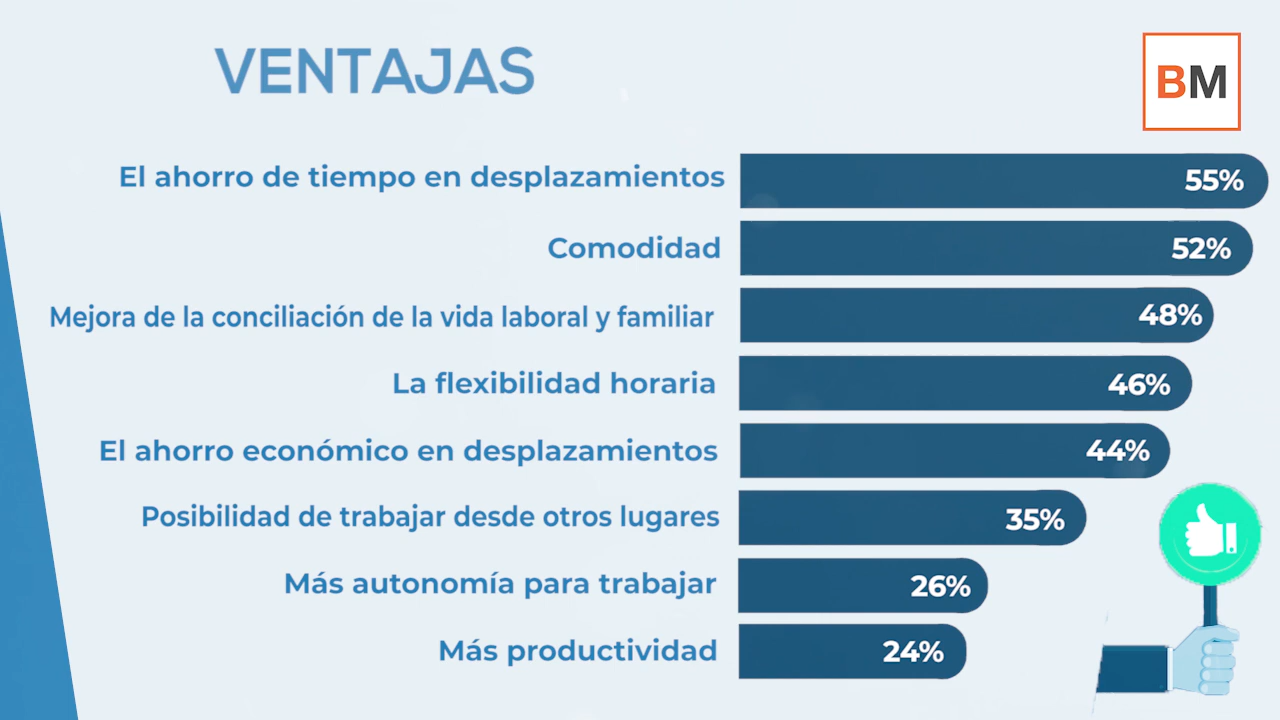 VENTAJAS
BM
El ahorro de tiempo en desplazamientos 55%
Comodidad 52%
Mejora de la conciliación de la vida laboral y familiar 48%
La flexibilidad horaria 46%
El ahorro económico en desplazamientos 44%
Posibilidad de trabajar desde otros lugares 35%
Más autonomía para trabajar 26%
Más productividad 24%